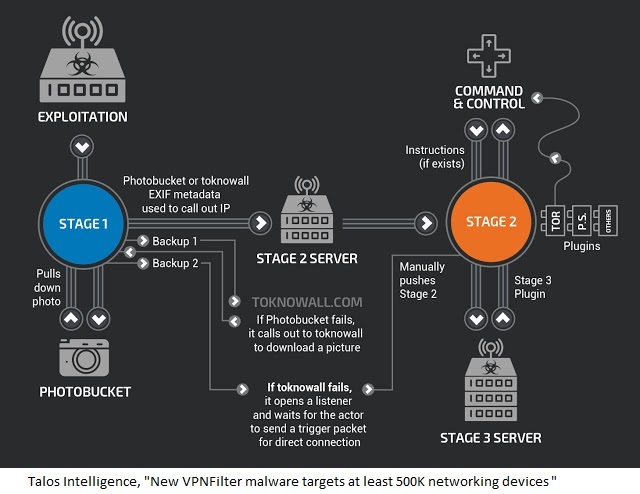 EXPLOITATION
COMMAND
& CONTROL
Instructions
(if exists)
Photobucket or toknowall
EXIF metadata
used to call out IP
STAGE 1
STAGE 2 SERVER
STAGE 2
TOR
P.S.
OTHERS
Plugins
Backup 1
Backup 2
Pulls
down
photo
TOKNOWALL.COM
If Photobucket fails,
it calls out to toknowall
to download a picture
Manually
pushes
Stage 2
Stage 3
Plugin
PHOTOBUCKET
If toknowall fails,
it opens a listener
and waits for the actor
to send a trigger packet
for direct connection
STAGE 3 SERVER
Talos Intelligence, "New VPNFilter malware targets at least 500K networking devices "